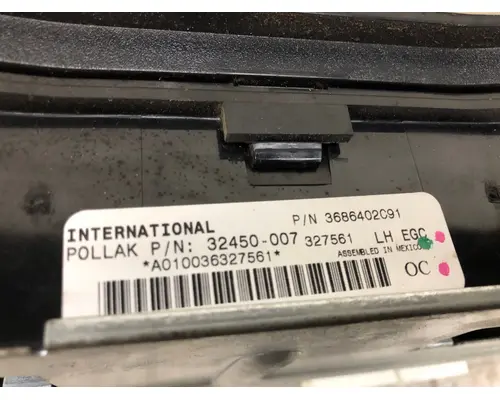 P/N 3686402C91
INTERNATIONAL
POLLAK P/N: 32450-007 327561 LH EGC
*A010036327561* ASSEMBLED IN MEXICO
OC